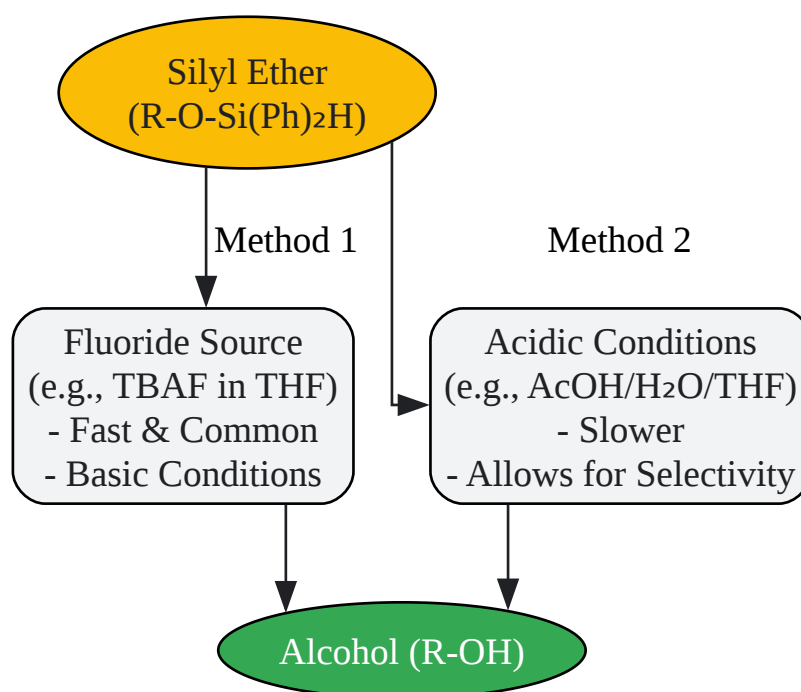 Silyl Ether
(R-O-Si(Ph)₂H)
Method 1
Method 2
Fluoride Source
(e.g., TBAF in THF)
- Fast & Common
- Basic Conditions
Acidic Conditions
(e.g., AcOH/H₂O/THF)
- Slower
- Allows for Selectivity
Alcohol (R-OH)